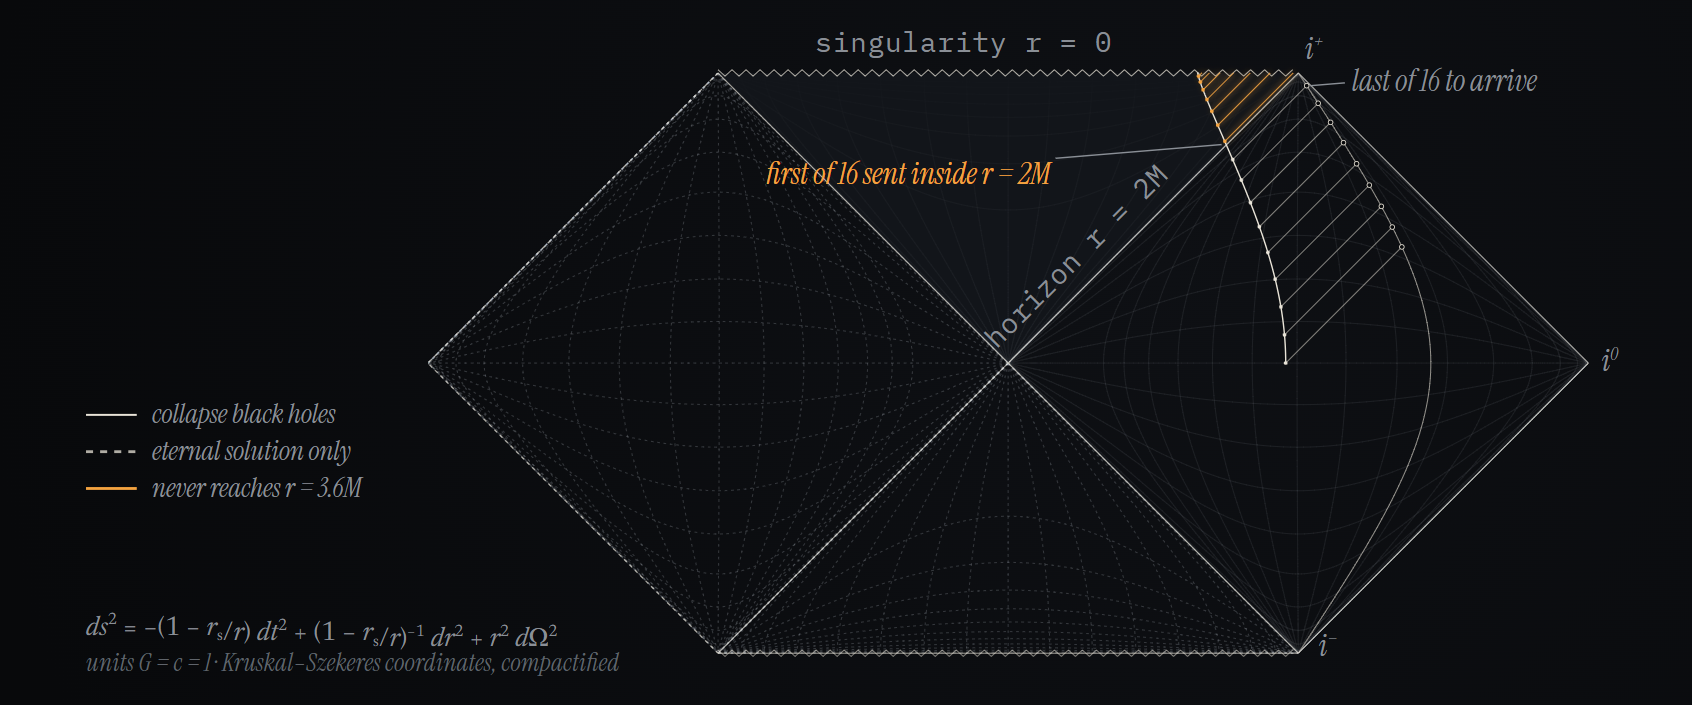 singularity r = 0
i⁺
last of 16 to arrive
first of 16 sent inside r = 2M
horizon r = 2M
i⁰
collapse black holes
eternal solution only
never reaches r = 3.6M
ds² = −(1 − rₛ/r) dt² + (1 − rₛ/r)⁻¹ dr² + r² dΩ²
i⁻
units G = c = 1 · Kruskal–Szekeres coordinates, compactified